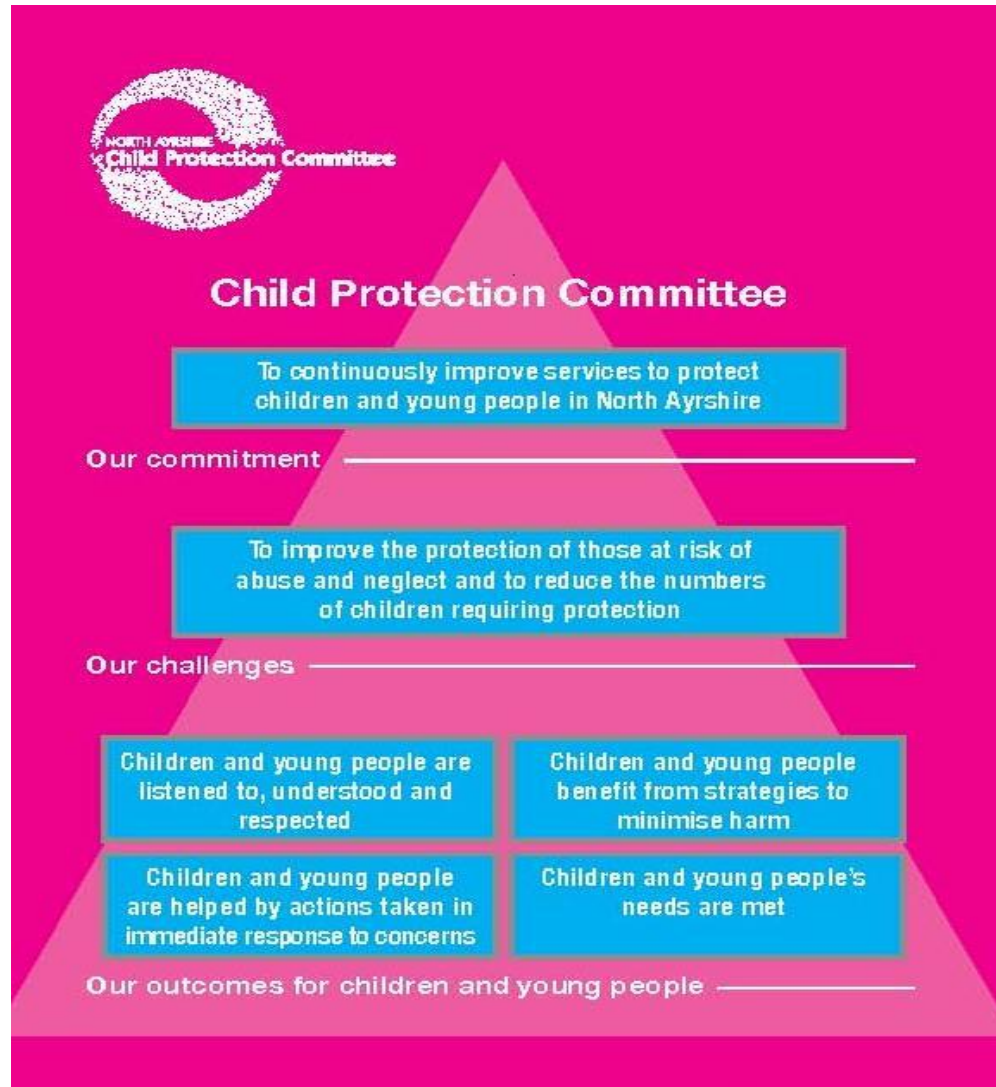 NORTH AYRSHIRE
Child Protection Committee
Child Protection Committee
To continuously improve services to protect
children and young people in North Ayrshire
Our commitment
To improve the protection of those at risk of
abuse and neglect and to reduce the numbers
of children requiring protection
Our challenges
Children and young people are
listened to, understood and
respected
Children and young people
benefit from strategies to
minimise harm
Children and young people
are helped by actions taken in
immediate response to concerns
Children and young people's
needs are met
Our outcomes for children and young people